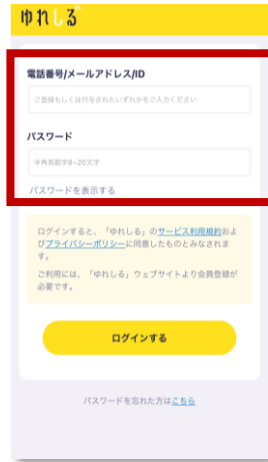 ゆれしる
電話番号/メールアドレス/ID
ご登録もしくは付与されたいずれかをご入力ください
パスワード
半角英数字8-20文字
パスワードを表示する
ログインすると、「ゆれしる」のサービス利用規約およ
びプライバシーポリシーに同意したものとみなされま
す。
ご利用には、「ゆれしる」ウェブサイトより会員登録が
必要です。
ログインする
パスワードを忘れた方はこちら